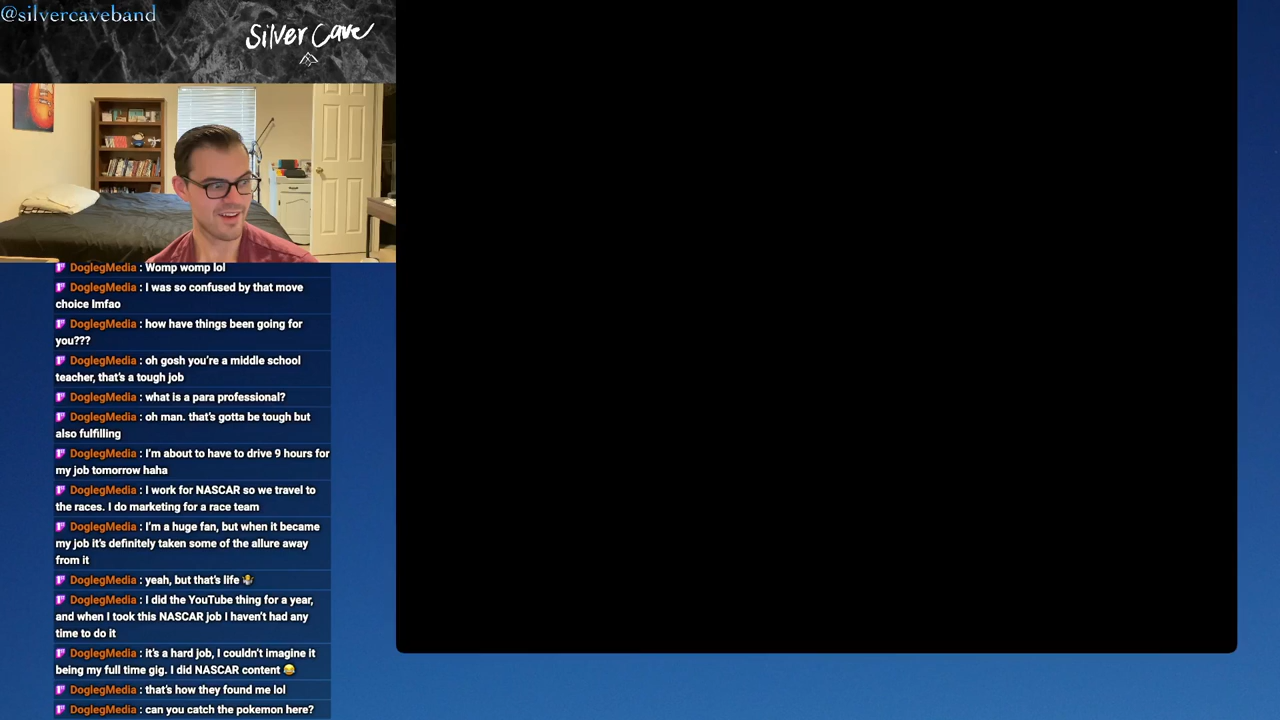 @silvercaveband
Silver Cave
DoglegMedia : Womp womp lol
DoglegMedia : I was so confused by that move
choice lmfao
DoglegMedia : how have things been going for
you???
DoglegMedia : oh gosh you're a middle school
teacher, that's a tough job
DoglegMedia : what is a para professional?
DoglegMedia : oh man. that's gotta be tough but
also fulfilling
DoglegMedia : I'm about to have to drive 9 hours for
my job tomorrow haha
DoglegMedia : I work for NASCAR so we travel to
the races. I do marketing for a race team
DoglegMedia : I'm a huge fan, but when it became
my job it's definitely taken some of the allure away
from it
DoglegMedia : yeah, but that's life 🤷
DoglegMedia : I did the YouTube thing for a year,
and when I took this NASCAR job I haven't had any
time to do it
DoglegMedia : it's a hard job, I couldn't imagine it
being my full time gig. I did NASCAR content 😂
DoglegMedia : that's how they found me lol
DoglegMedia : can you catch the pokemon here?